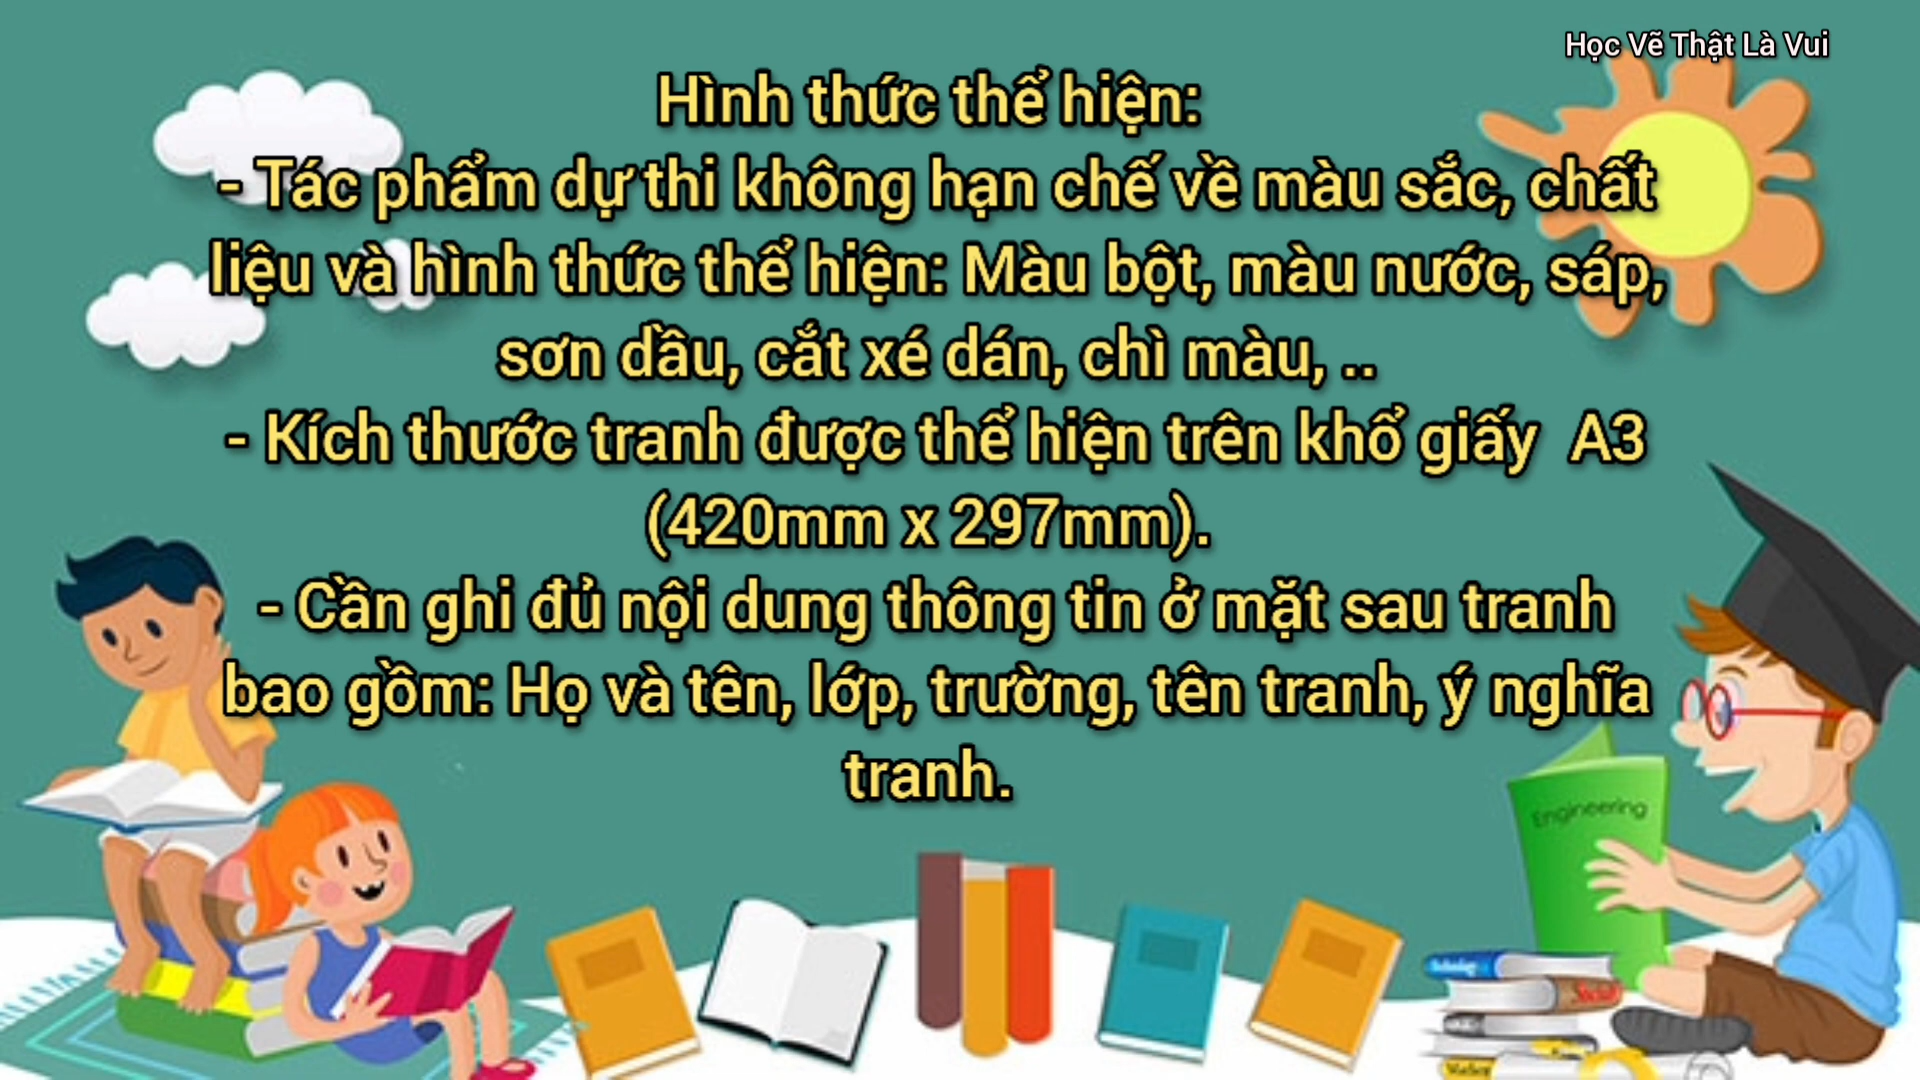 Học Vẽ Thật Là Vui
Hình thức thể hiện:
- Tác phẩm dự thi không hạn chế về màu sắc, chất
liệu và hình thức thể hiện: Màu bột, màu nước, sáp,
sơn dầu, cắt xé dán, chì màu, ..
- Kích thước tranh được thể hiện trên khổ giấy  A3
(420mm x 297mm).
- Cần ghi đủ nội dung thông tin ở mặt sau tranh
bao gồm: Họ và tên, lớp, trường, tên tranh, ý nghĩa
tranh.
Engineering